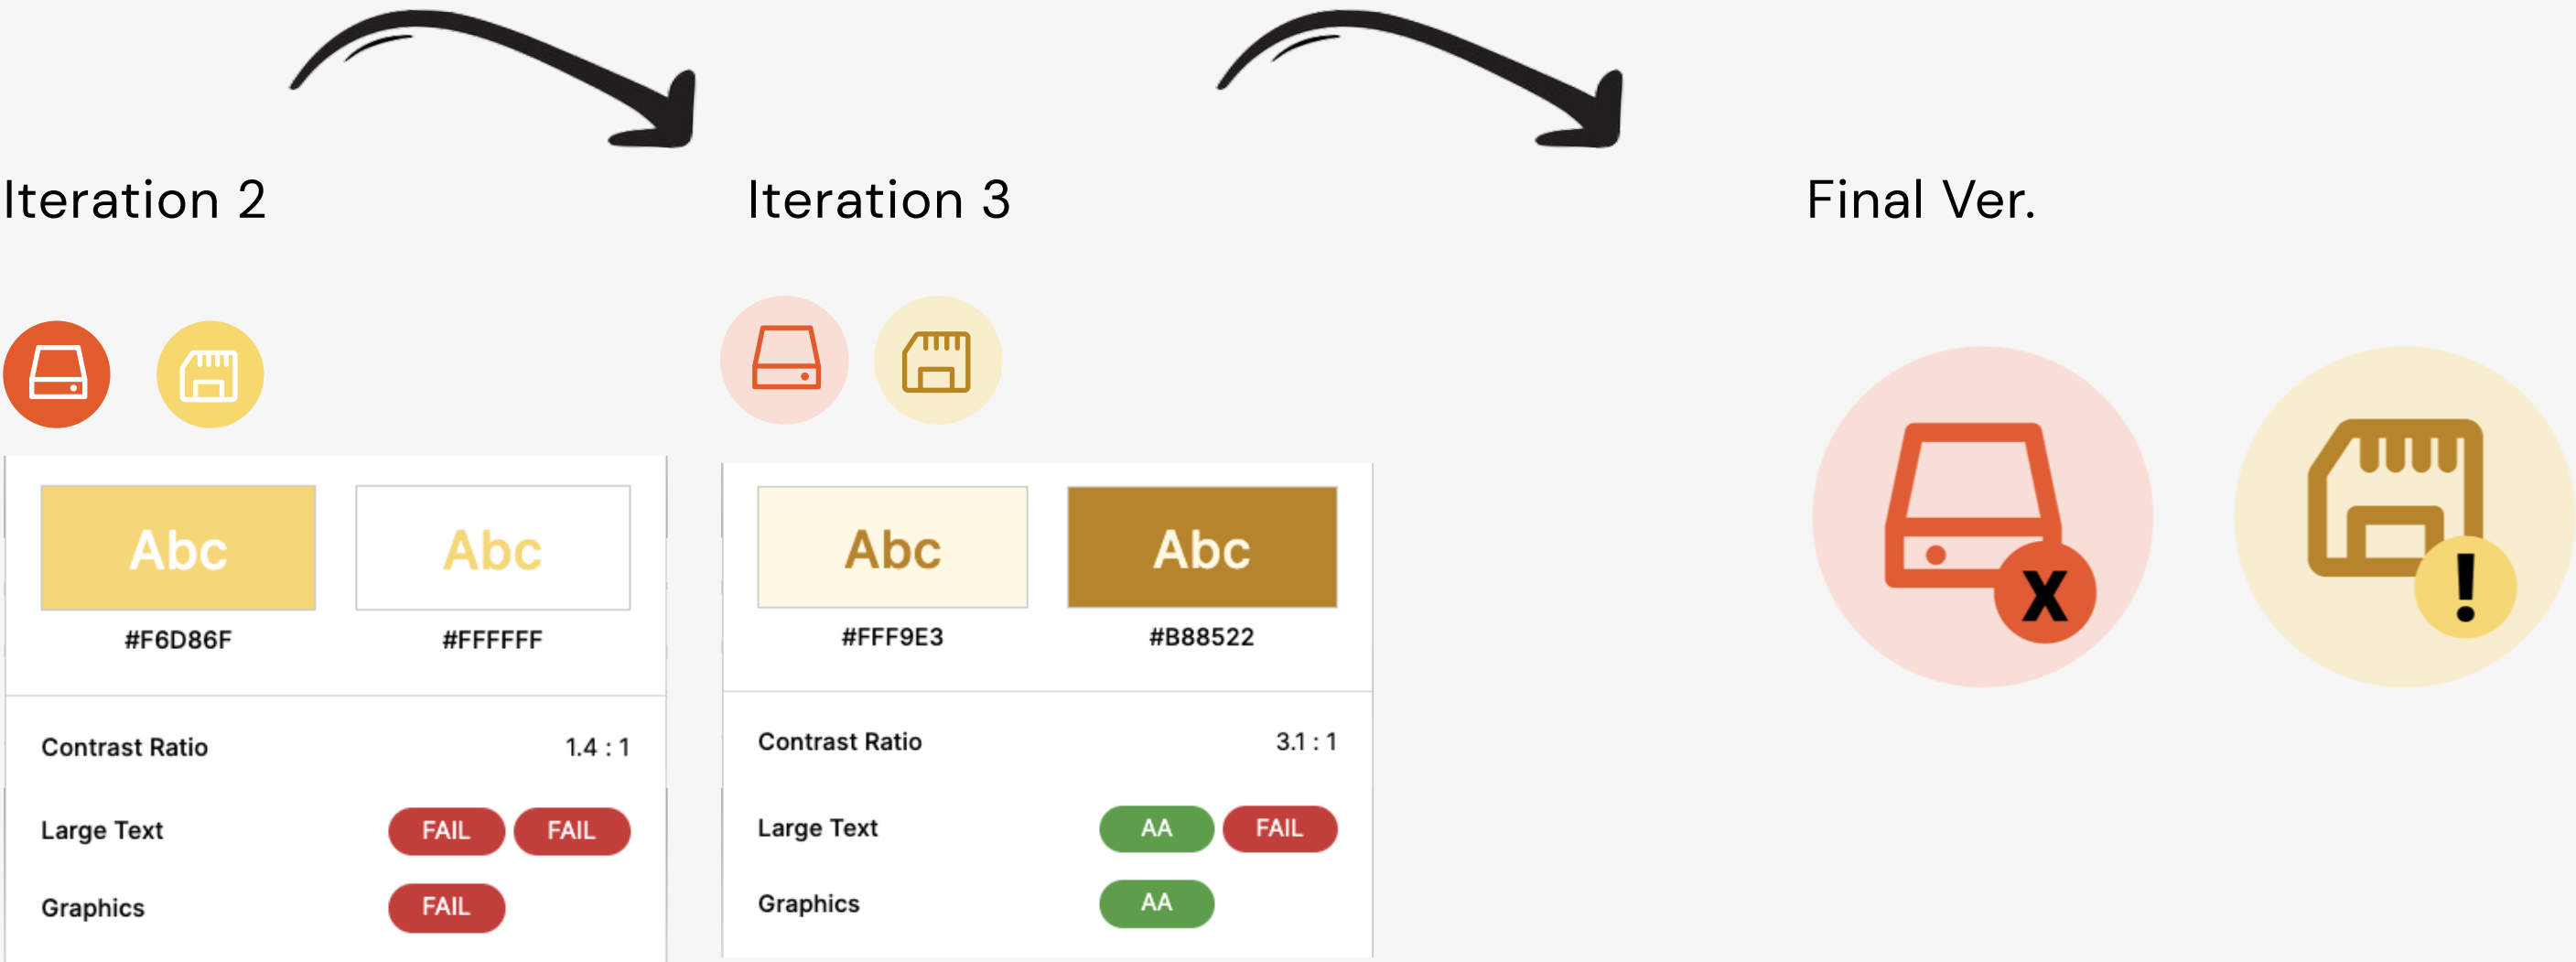 Iteration 2
Iteration 3
Final Ver.
Abc
Abc
#F6D86F
#FFFFFF
Contrast Ratio
1.4 : 1
Large Text
FAIL
FAIL
Graphics
FAIL
Abc
Abc
#FFF9E3
#B88522
Contrast Ratio
3.1 : 1
Large Text
AA
FAIL
Graphics
AA
X
!